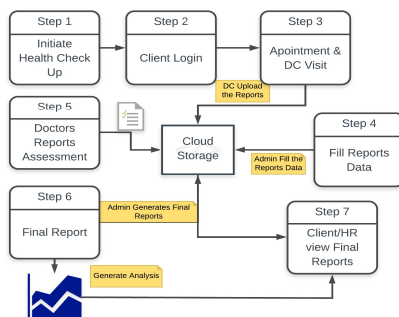 Step 1
Initiate
Health Check
Up
Step 2
Client Login
Step 3
Apointment &
DC Visit
DC Upload
the Reports
Step 5
Doctors
Reports
Assessment
Cloud
Storage
Step 4
Fill Reports
Data
Admin Fill the
Reports Data
Step 6
Final Report
Admin Generates Final
Reports
Step 7
Client/HR
view Final
Reports
Generate Analysis